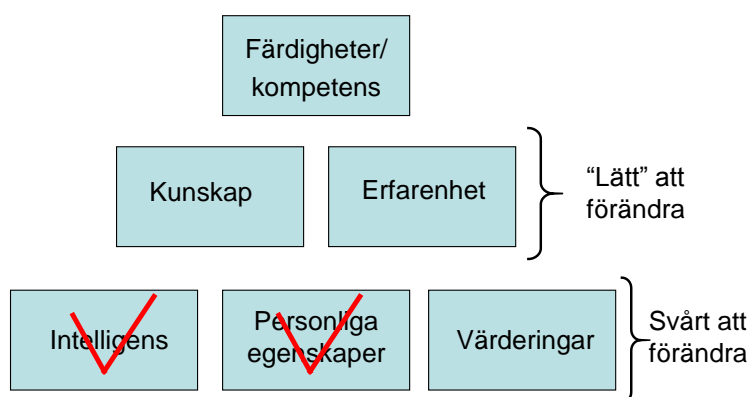 Färdigheter/
kompetens
Kunskap
Erfarenhet
“Lätt” att
förändra
Intelligens
Personliga
egenskaper
Värderingar
Svårt att
förändra